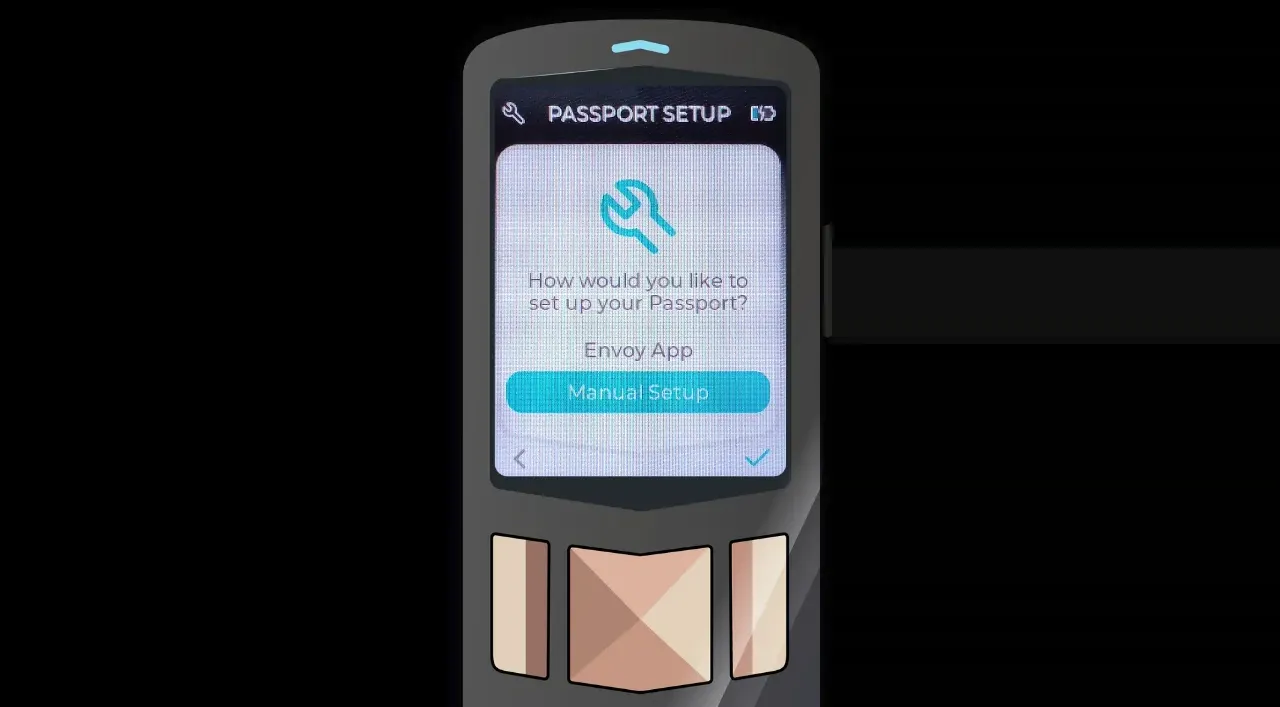 PASSPORT SETUP
How would you like to
set up your Passport?
Envoy App
Manual Setup